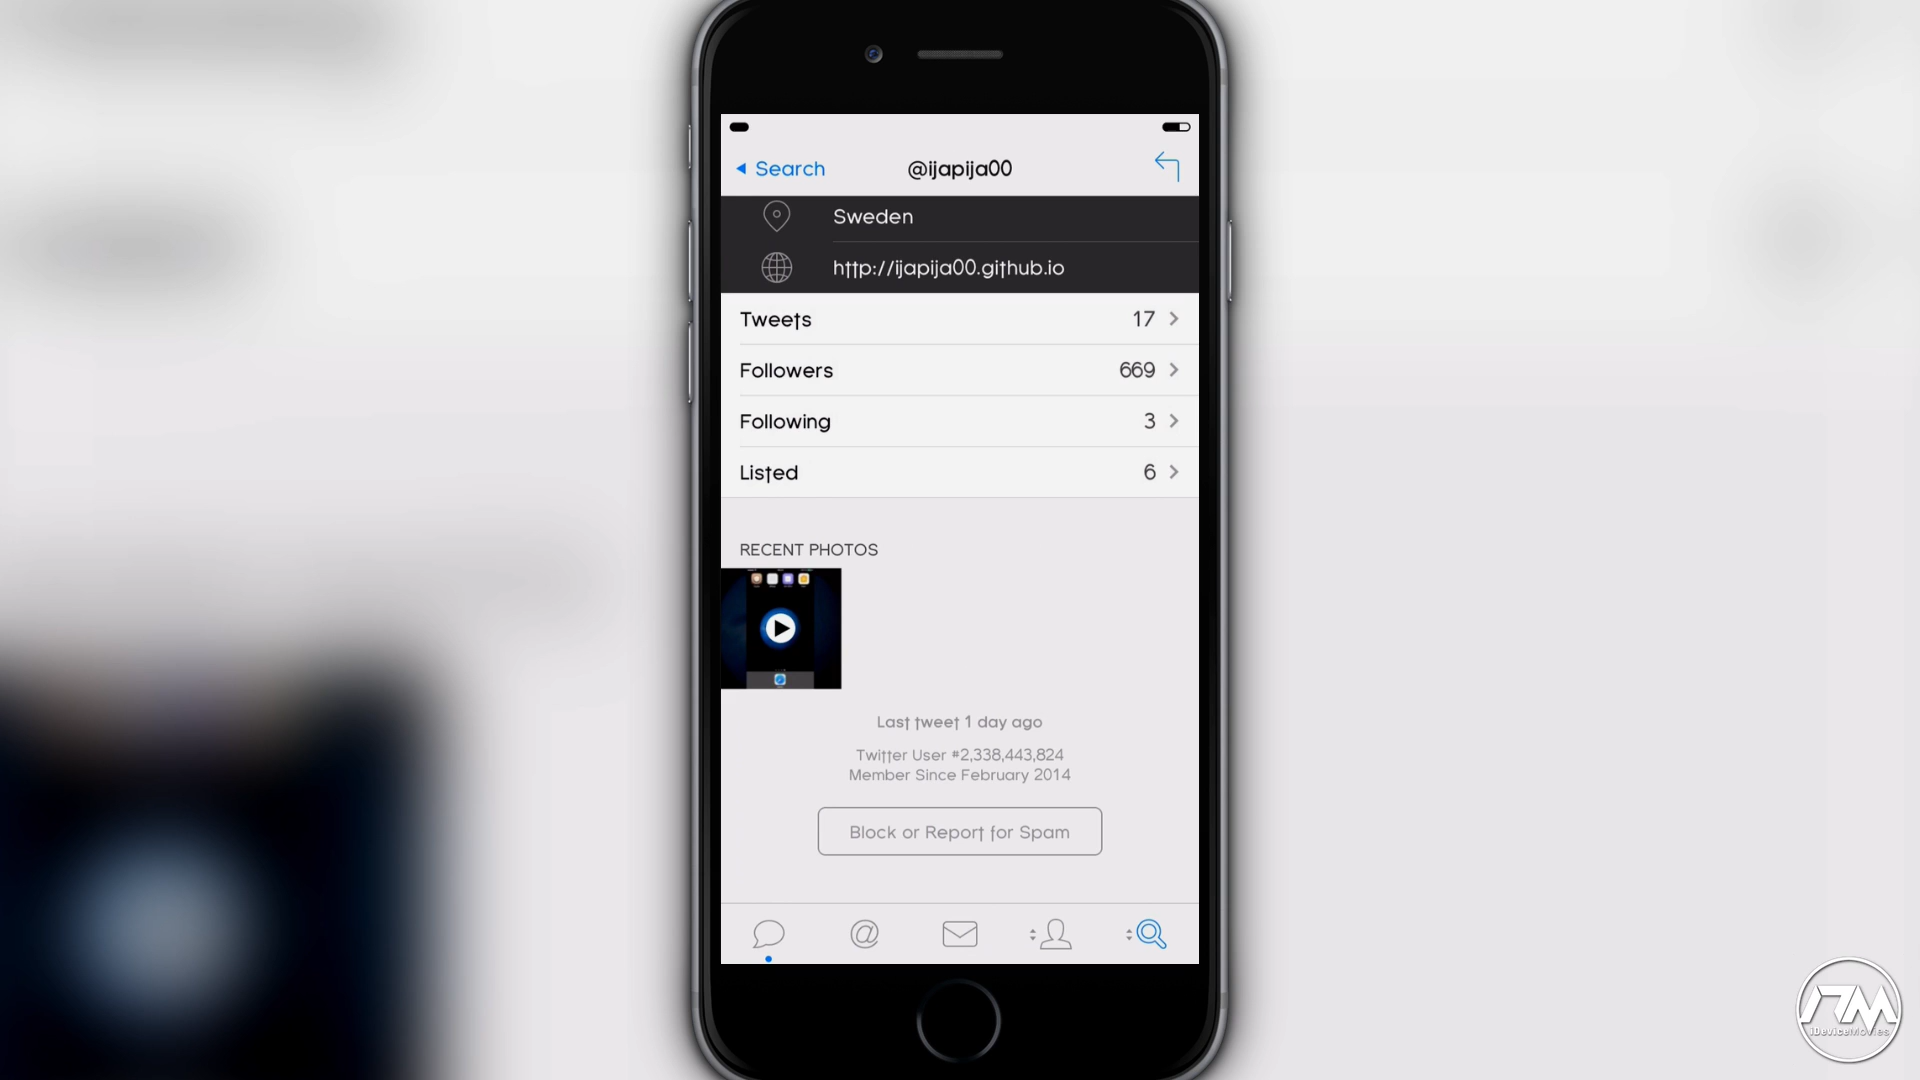 Search
@ijapija00
Sweden
http://ijapija00.github.io
Tweets 17
Followers 669
Following 3
Listed 6
RECENT PHOTOS
Last tweet 1 day ago
Twitter User #2,338,443,824
Member Since February 2014
Block or Report for Spam
iDeviceMovies